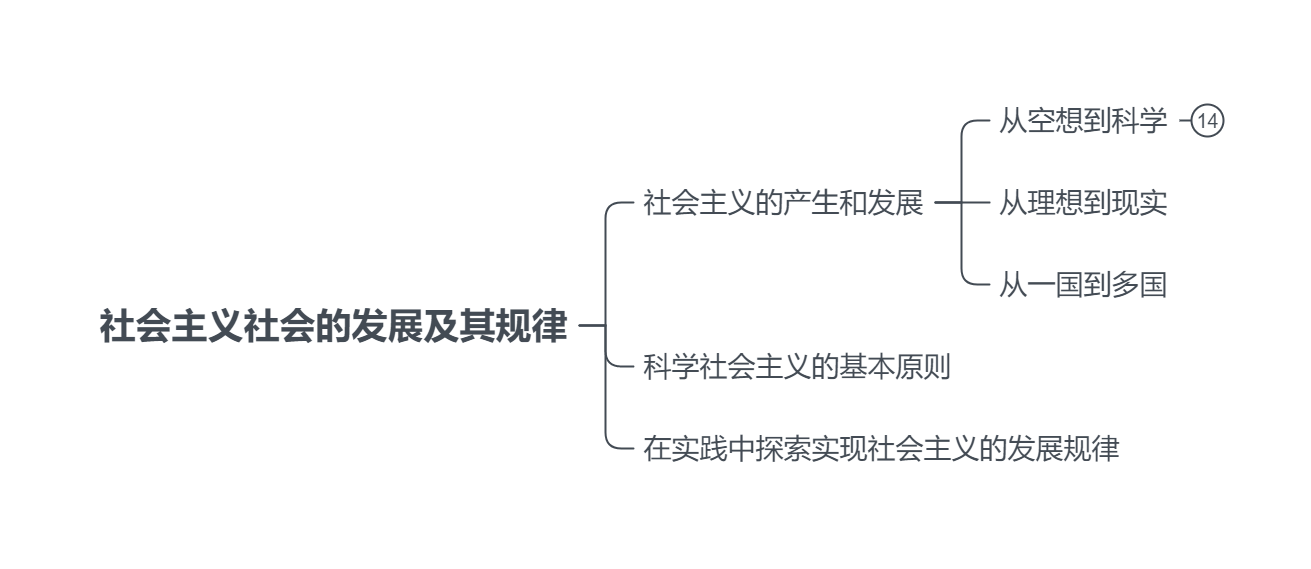 从空想到科学 14
社会主义的产生和发展
从理想到现实
从一国到多国
社会主义社会的发展及其规律
科学社会主义的基本原则
在实践中探索实现社会主义的发展规律